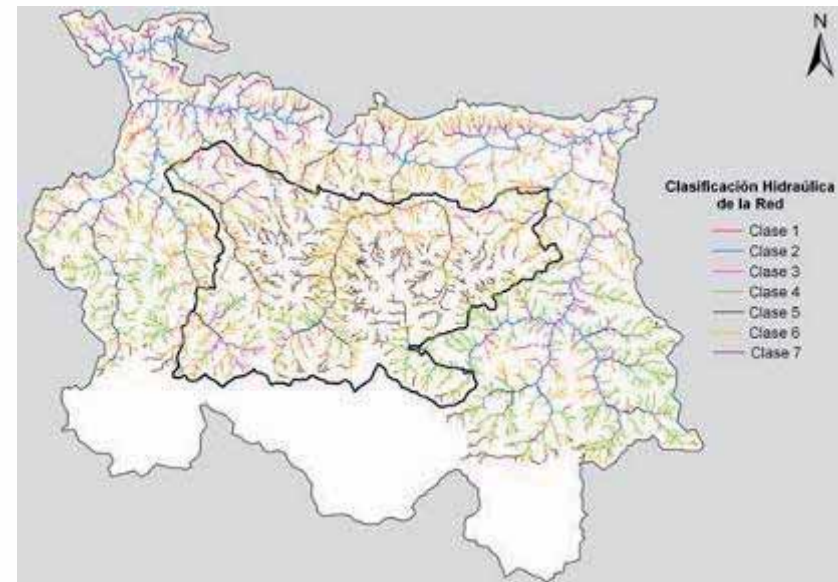 N
Clasificación Hidraúlica
de la Red
Clase 1
Clase 2
Clase 3
Clase 4
Clase 5
Clase 6
Clase 7